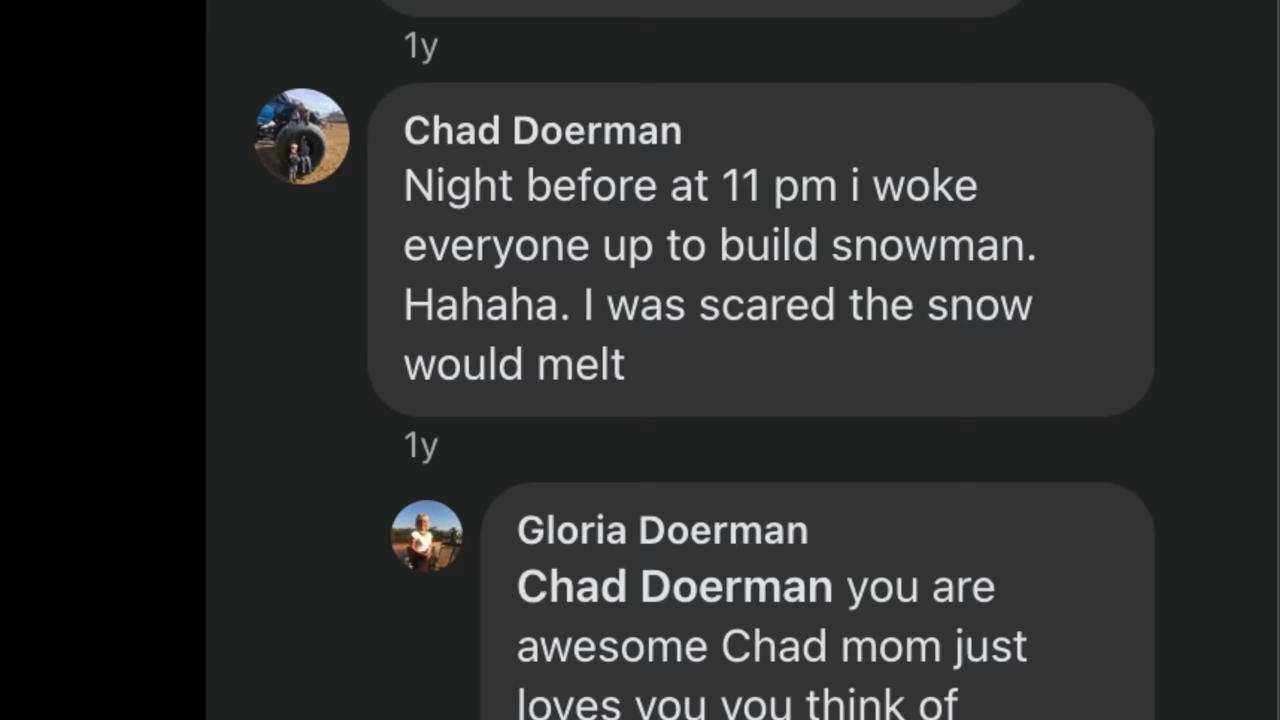 1y
Chad Doerman
Night before at 11 pm i woke
everyone up to build snowman.
Hahaha. I was scared the snow
would melt
1y
Gloria Doerman
Chad Doerman you are
awesome Chad mom just
loves you you think of